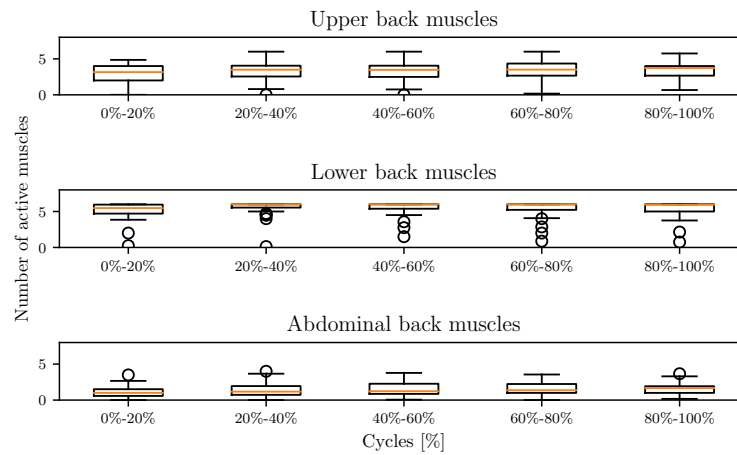 Upper back muscles
5
0
0%-20% 20%-40% 40%-60% 60%-80% 80%-100%
Number of active muscles
Lower back muscles
5
0
0%-20% 20%-40% 40%-60% 60%-80% 80%-100%
Abdominal back muscles
5
0
0%-20% 20%-40% 40%-60% 60%-80% 80%-100%
Cycles [%]